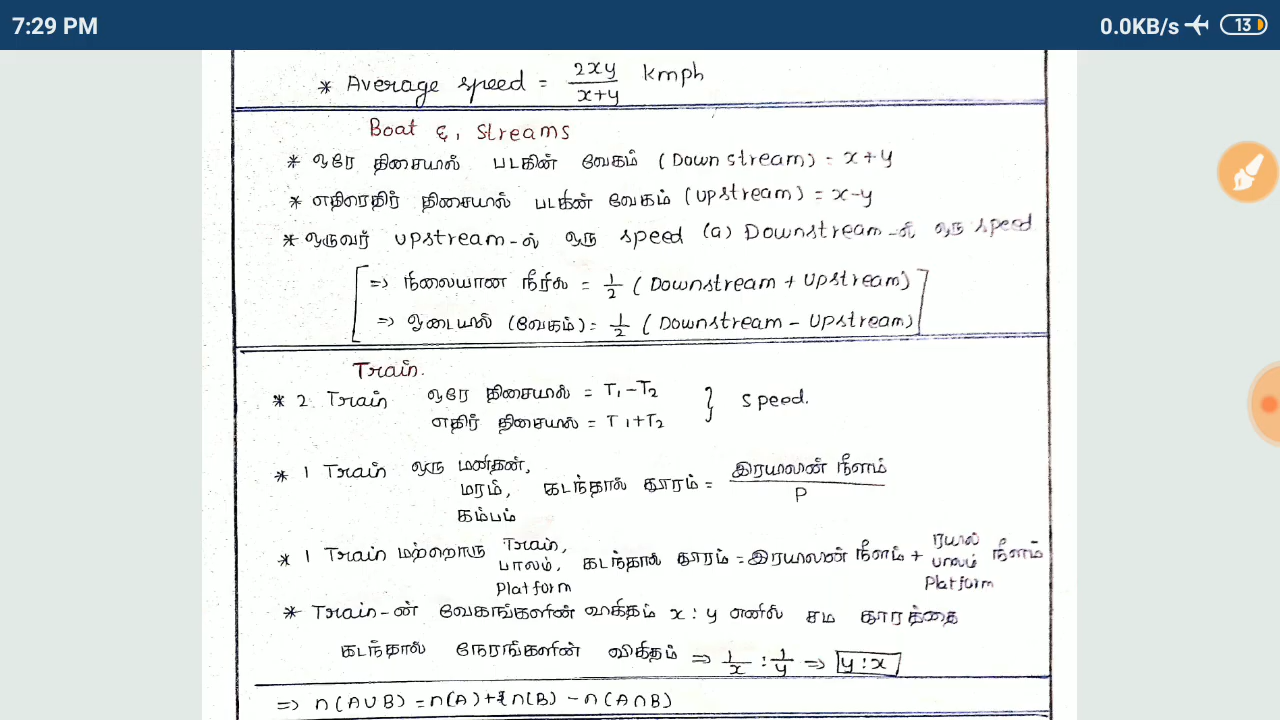 7:29 PM 0.0KB/s 13
* Average speed = 2xy / x+y kmph
Boat &, Streams
* ஒரே திசையில் படகின் வேகம் (Down stream) = x+y
* எதிரெதிர் திசையில் படகின் வேகம் (upstream) = x-y
* ஒருவர் upstream-ல் ஒரு speed (a) Downstream-ல் ஒரு speed
=> நிலையான நீரில் = 1/2 (Downstream + Upstream)
=> ஓடையில் (வேகம்) = 1/2 (Downstream - Upstream)
Train.
* 2 Train ஒரே திசையில் = T1-T2 } speed.
எதிர் திசையில் = T1+T2
* 1 Train ஒரு மனிதன்,
மரம், கடந்தால் தூரம் = இரயிலின் நீளம் / P
கம்பம்
* 1 Train மற்றொரு Train, பாலம், Platform கடந்தால் தூரம் = இரயிலின் நீளம் + ரயில் பாலம் Platform நீளம்
* Train-ன் வேகங்களின் விகிதம் x : y எனில் சம தூரத்தை
கடந்தால் நேரங்களின் விகிதம் => 1/x : 1/y => y : x
=> n(A∪B) = n(A)+n(B) - n(A∩B)